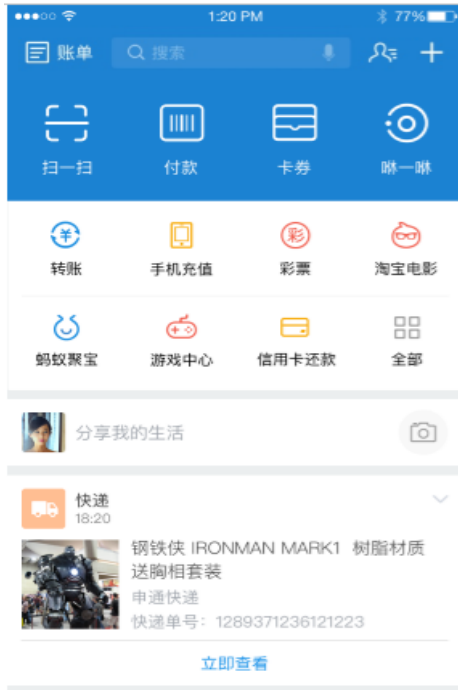 1:20 PM
77%
账单
搜索
扫一扫
付款
卡券
咻一咻
转账
手机充值
彩
彩票
淘宝电影
蚂蚁聚宝
游戏中心
信用卡还款
全部
分享我的生活
快递
18:20
钢铁侠 IRONMAN MARK1 树脂材质
送胸相套装
申通快递
快递单号：1289371236121223
立即查看